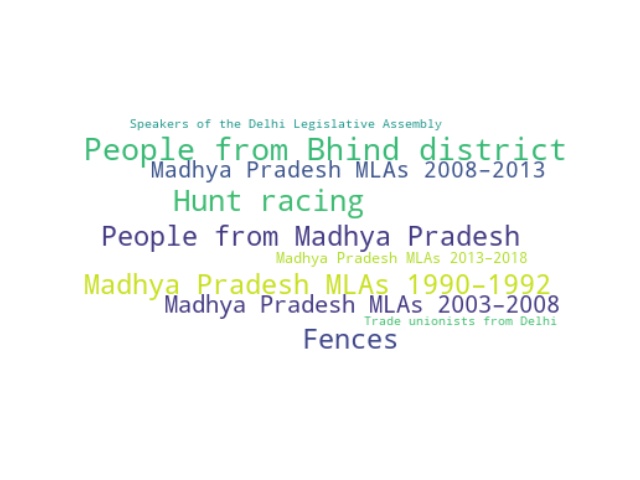 Speakers of the Delhi Legislative Assembly
People from Bhind district
Madhya Pradesh MLAs 2008–2013
Hunt racing
People from Madhya Pradesh
Madhya Pradesh MLAs 2013–2018
Madhya Pradesh MLAs 1990–1992
Madhya Pradesh MLAs 2003–2008
Trade unionists from Delhi
Fences